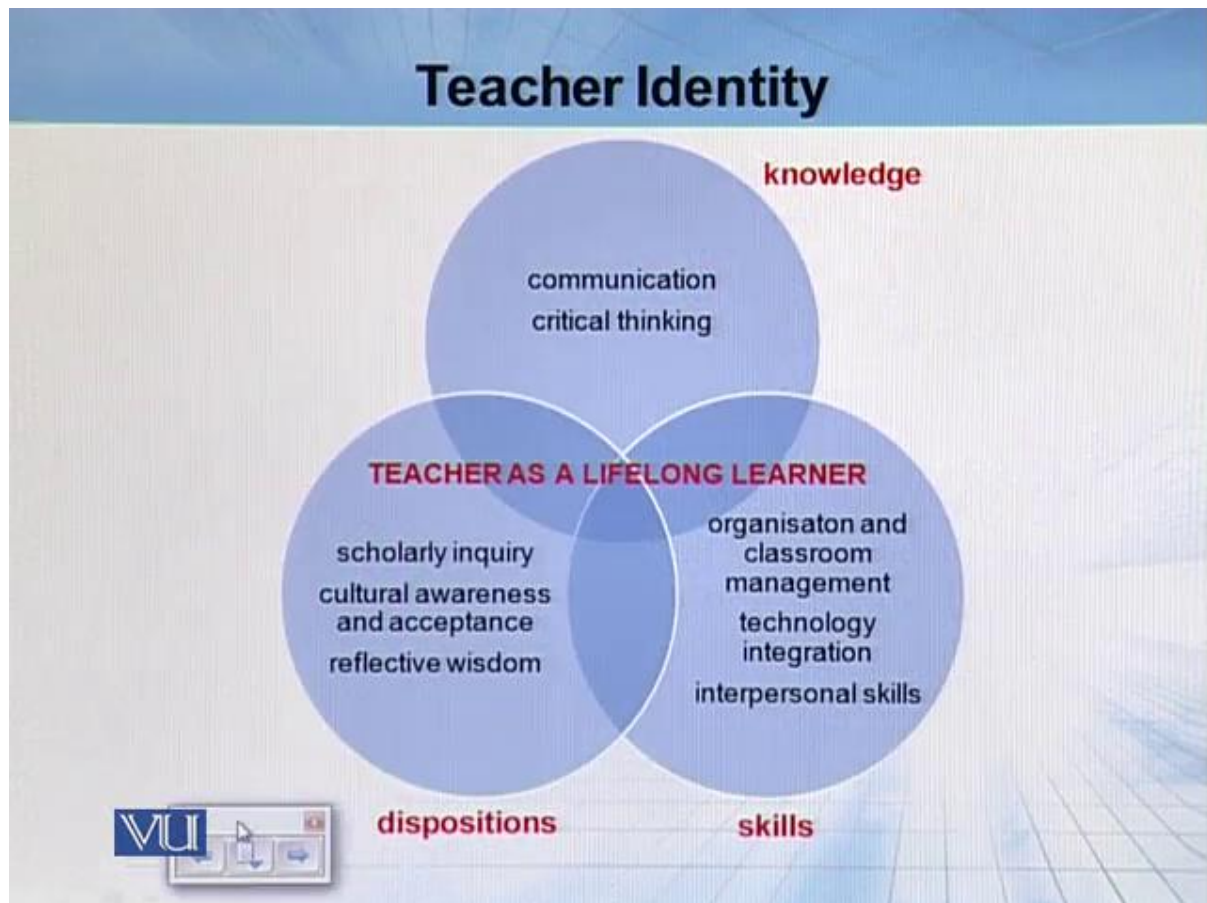 Teacher Identity
knowledge
communication
critical thinking
TEACHER AS A LIFELONG LEARNER
scholarly inquiry
cultural awareness
and acceptance
reflective wisdom
organisaton and
classroom
management
technology
integration
interpersonal skills
dispositions
skills
VU